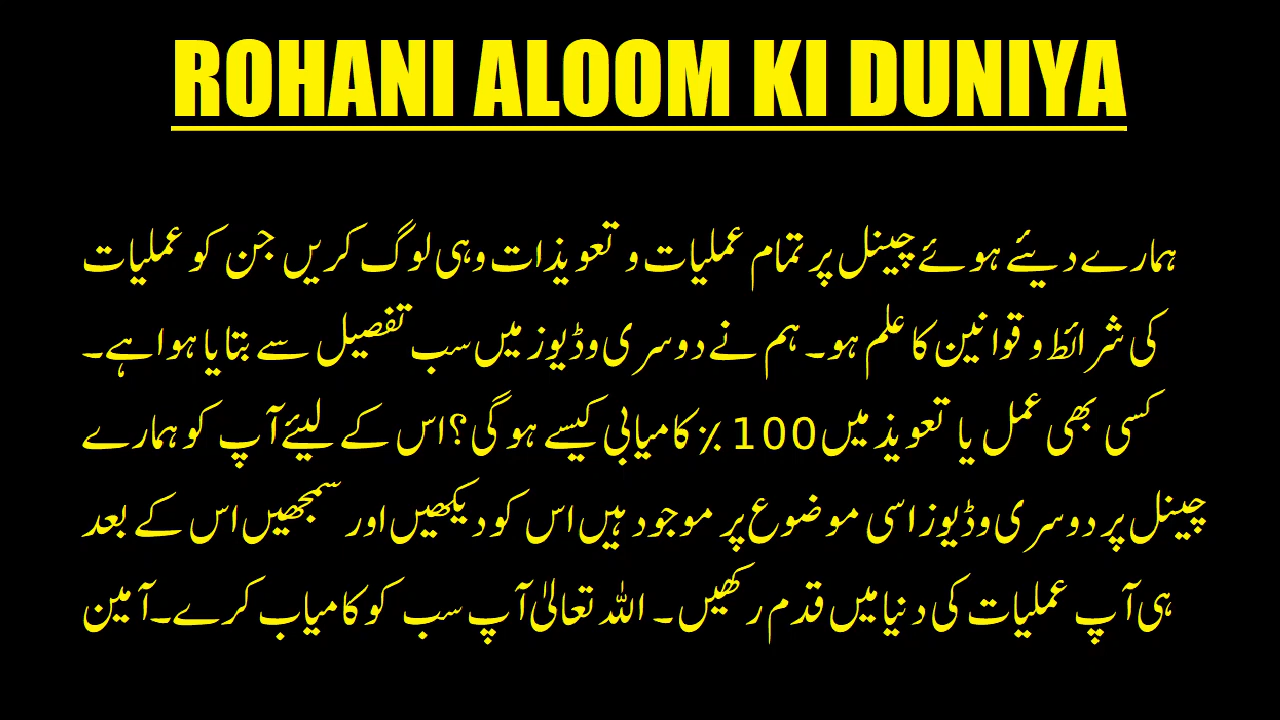 ROHANI ALOOM KI DUNIYA
ہمارے دیئے ہوئے چینل پر تمام عملیات و تعویذات وہی لوگ کریں جن کو عملیات
کی شرائط و قوانین کا علم ہو۔ ہم نے دوسری وڈیوز میں سب تفصیل سے بتایا ہوا ہے۔
کسی بھی عمل یا تعویذ میں 100 ٪ کامیابی کیسے ہو گی؟ اس کے لیئے آپ کو ہمارے
چینل پر دوسری وڈیوز اسی موضوع پر موجود ہیں اس کو دیکھیں اور سمجھیں اس کے بعد
ہی آپ عملیات کی دنیا میں قدم رکھیں۔ اللہ تعالیٰ آپ سب کو کامیاب کرے۔ آمین